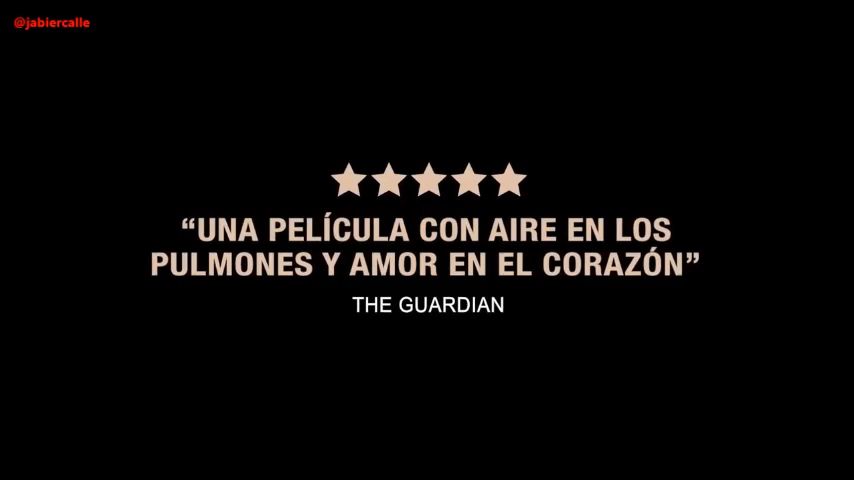 @jabiercalle
“UNA PELÍCULA CON AIRE EN LOS
PULMONES Y AMOR EN EL CORAZÓN”
THE GUARDIAN